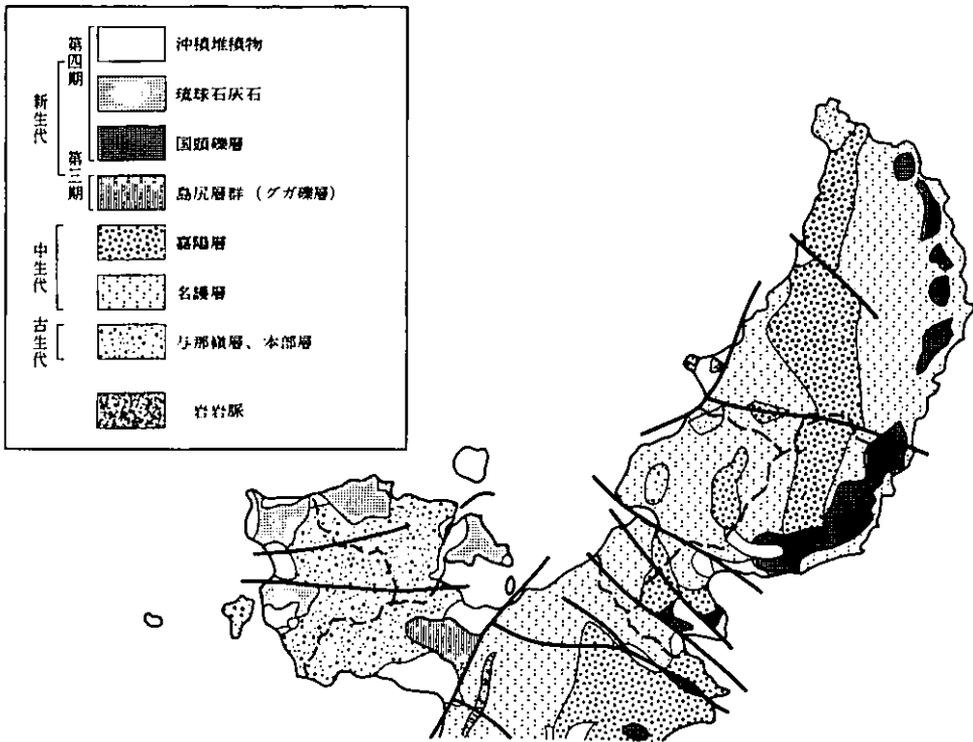 新生代
第四期
沖積堆積物
琉球石灰石
国頭礫層
第三期
島尻層群（グガ礫層）
中生代
嘉陽層
名護層
古生代
与那嶺層、本部層
岩岩脈